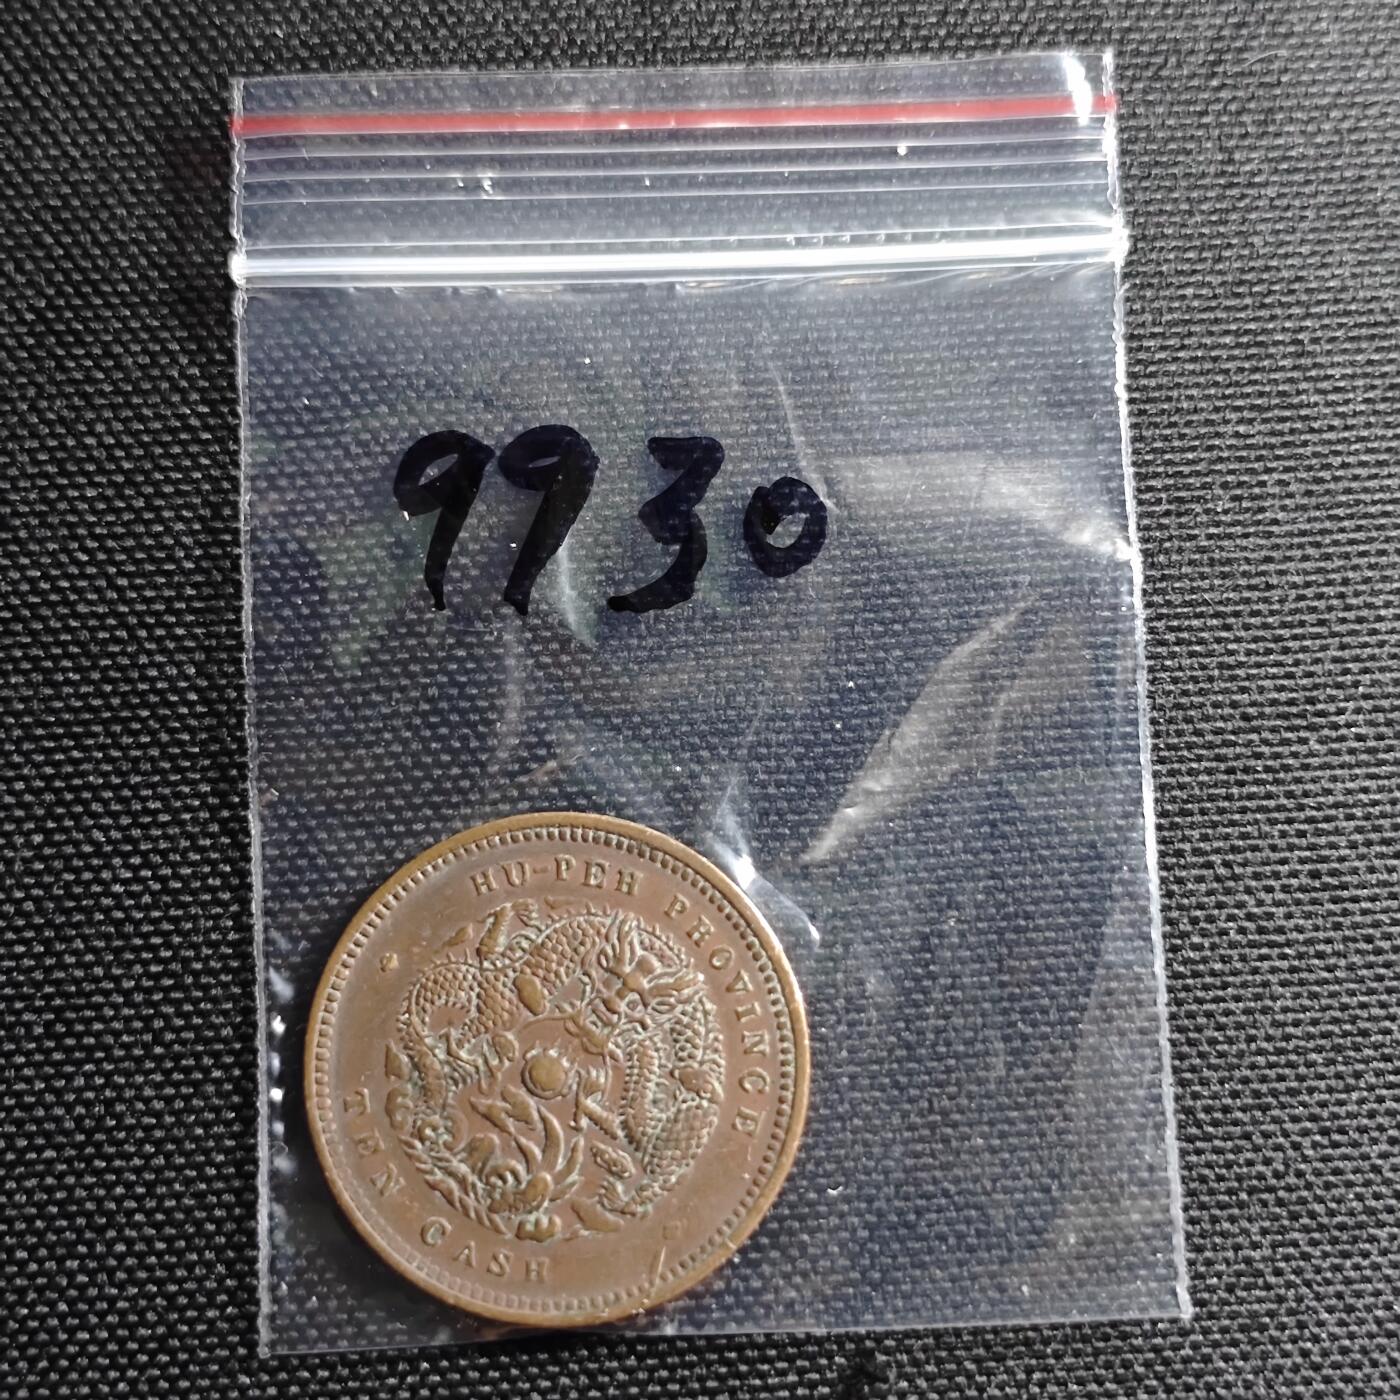 9930
HU-PEH PROVINCE
TEN CASH